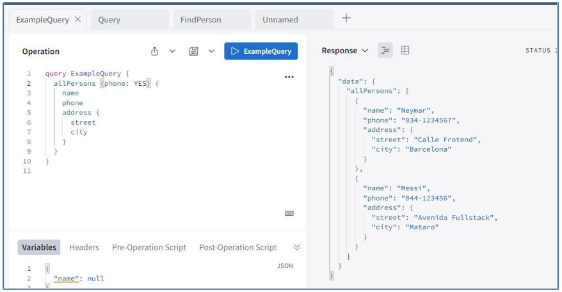 ExampleQuery × Query FindPerson Unnamed +
Operation ExampleQuery Response STATUS 2
1 query ExampleQuery {
2 allPersons (phone: YES) {
3 name
4 phone
5 address {
6 street
7 city
8 }
9 }
10 }
11
{
"data": {
"allPersons": [
{
"name": "Neymar",
"phone": "034-1234567",
"address": {
"street": "Calle Frotend",
"city": "Barcelona"
}
},
{
"name": "Messi",
"phone": "044-123456",
"address": {
"street": "Avenida Fullstack",
"city": "Mataro"
}
}
]
}
}
Variables Headers Pre-Operation Script Post-Operation Script
JSON
1 {
2 "name": null